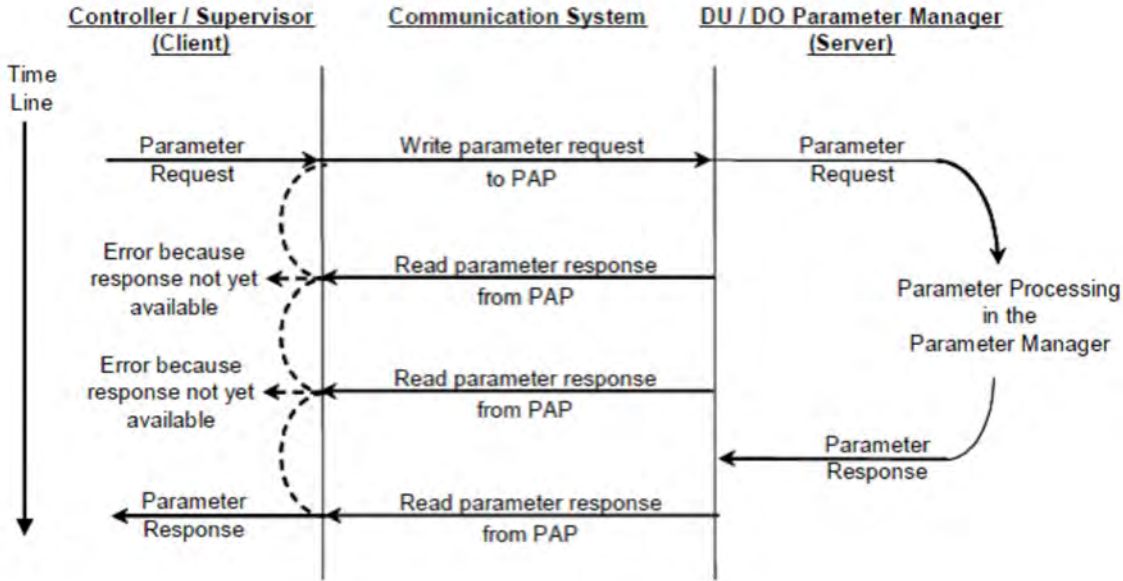 Controller / Supervisor
(Client)
Communication System
DU / DO Parameter Manager
(Server)
Time
Line
Parameter
Request
Write parameter request
to PAP
Parameter
Request
Error because
response not yet
available
Read parameter response
from PAP
Parameter Processing
in the
Parameter Manager
Error because
response not yet
available
Read parameter response
from PAP
Parameter
Response
Parameter
Response
Read parameter response
from PAP